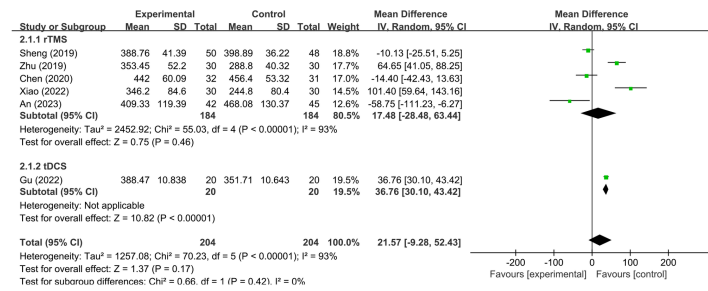 Experimental Control Mean Difference Mean Difference
Study or Subgroup Mean SD Total Mean SD Total Weight IV, Random, 95% CI IV, Random, 95% CI
2.1.1 rTMS
Sheng (2019) 388.76 41.39 50 398.89 36.22 48 18.8% -10.13 [-25.51, 5.25]
Zhu (2019) 353.45 52.2 30 288.8 40.32 30 18.0% 64.65 [41.05, 88.25]
Chen (2020) 442 60.09 32 456.4 53.32 31 17.5% -14.40 [-42.43, 13.63]
Xiao (2022) 346.2 84.6 30 244.8 80.4 30 15.6% 101.40 [59.64, 143.16]
An (2023) 409.33 119.39 42 468.08 130.37 45 12.6% -58.75 [-111.23, -6.27]
Subtotal (95% CI) 184 184 80.5% 17.48 [-28.48, 63.44]
Heterogeneity: Tau² = 2452.92; Chi² = 55.03, df = 4 (P < 0.00001); I² = 93%
Test for overall effect: Z = 0.75 (P = 0.46)
2.1.2 tDCS
Gu (2022) 388.47 10.838 20 351.71 10.643 20 19.5% 36.76 [30.10, 43.42]
Subtotal (95% CI) 20 20 19.5% 36.76 [30.10, 43.42]
Heterogeneity: Not applicable
Test for overall effect: Z = 10.82 (P < 0.00001)
Total (95% CI) 204 204 100.0% 21.57 [-9.28, 52.43]
Heterogeneity: Tau² = 1257.08; Chi² = 70.23, df = 5 (P < 0.00001); I² = 93%
Test for overall effect: Z = 1.37 (P = 0.17)
Test for subgroup differences: Chi² = 0.66, df = 1 (P = 0.42), I² = 0%
-200 -100 0 100 200
Favours [experimental] Favours [control]